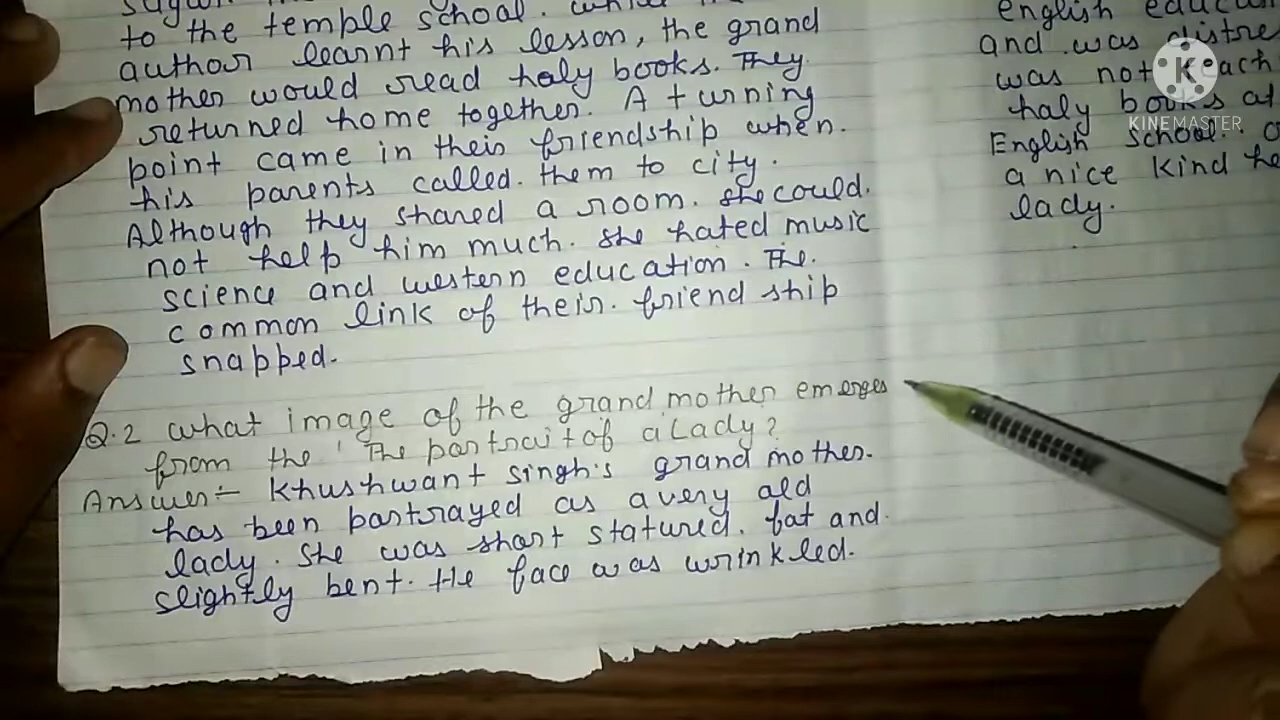 to the temple school. while
author learnt his lesson, the grand
mother would read holy books. They
returned home together. A turning
point came in their friendship when.
his parents called. them to city.
Although they shared a room. she could.
not help him much. she hated music
science and western education. The.
common link of their. friend ship
snapped.
Q.2 what image of the grand mother emerges
from the 'The portrait of a Lady?
Answer:- Khushwant singh's grand mother.
has been portrayed as a very old
lady. She was short statured. fat and.
slightly bent. He face was wrinkled.
english
and was
was not
holy books
English school.
a nice kind
lady.
K
KINEMASTER